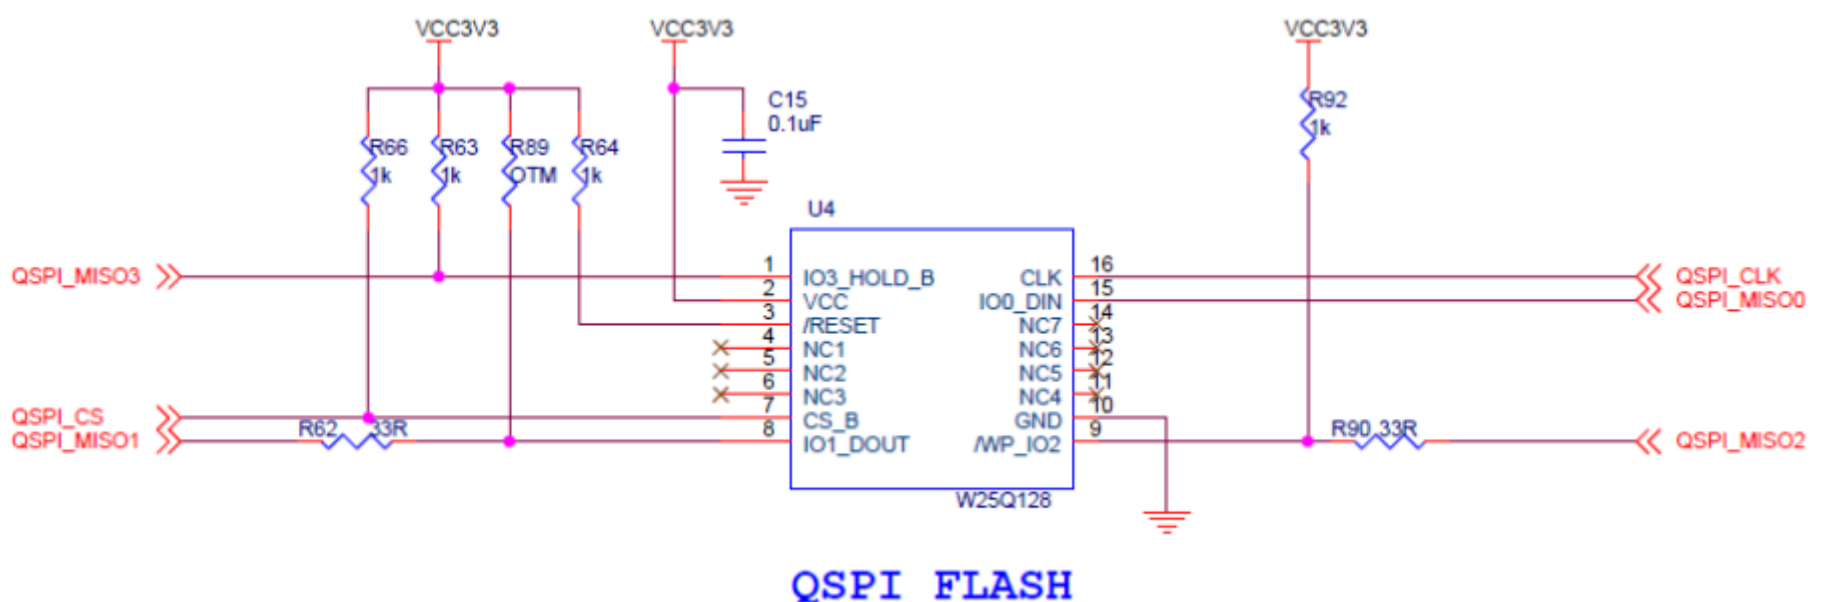 VCC3V3
VCC3V3
VCC3V3
C15
0.1uF
R92
1k
R66
1k
R63
1k
R89
OTM
R64
1k
U4
QSPI_MISO3
1
IO3_HOLD_B
2
VCC
3
/RESET
4
NC1
5
NC2
6
NC3
QSPI_CS
7
CS_B
QSPI_MISO1
R62
33R
8
IO1_DOUT
CLK
16
QSPI_CLK
IO0_DIN
15
QSPI_MISO0
NC7
14
NC6
13
NC5
12
NC4
11
GND
10
/WP_IO2
9
R90
33R
QSPI_MISO2
W25Q128
QSPI FLASH